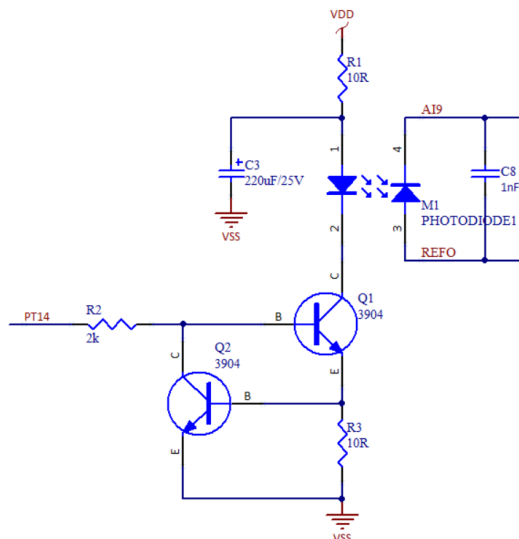 VDD
R1
10R
AI9
1
4
C3
220uF/25V
C8
1nF
M1
PHOTODIODE1
VSS
2
3
REFO
C
Q1
3904
PT14
R2
2k
B
Q2
3904
C
E
B
E
R3
10R
VSS